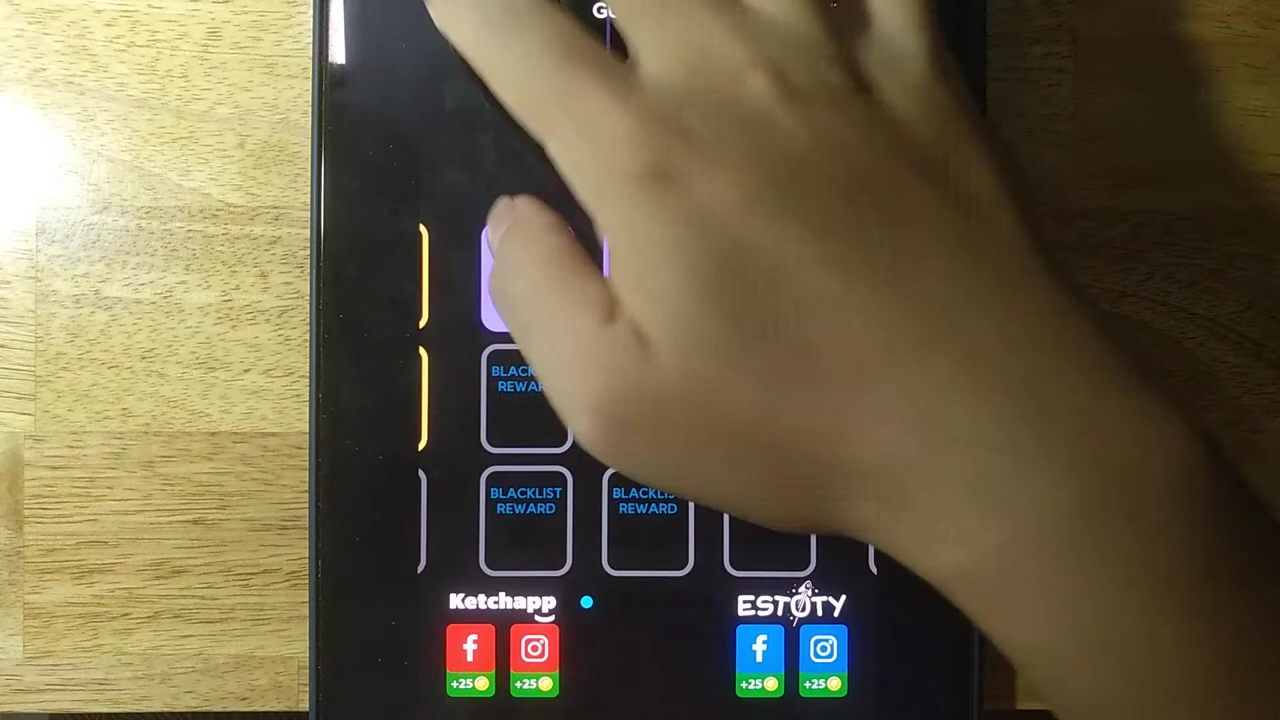 BLACKLIST
REWARD
BLACKLIST
REWARD
Ketchapp
ESTOTY
+25
+25
+25
+25